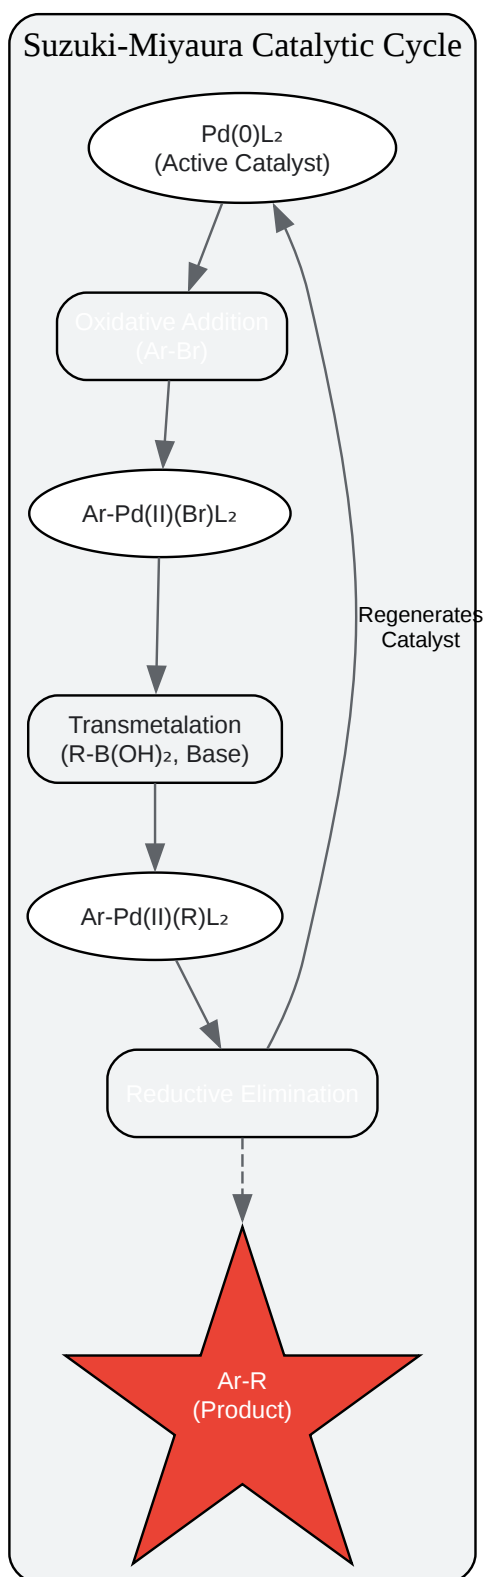 Suzuki-Miyaura Catalytic Cycle
Pd(0)L₂
(Active Catalyst)
Oxidative Addition
(Ar-Br)
Ar-Pd(II)(Br)L₂
Regenerates
Catalyst
Transmetalation
(R-B(OH)₂, Base)
Ar-Pd(II)(R)L₂
Reductive Elimination
Ar-R
(Product)